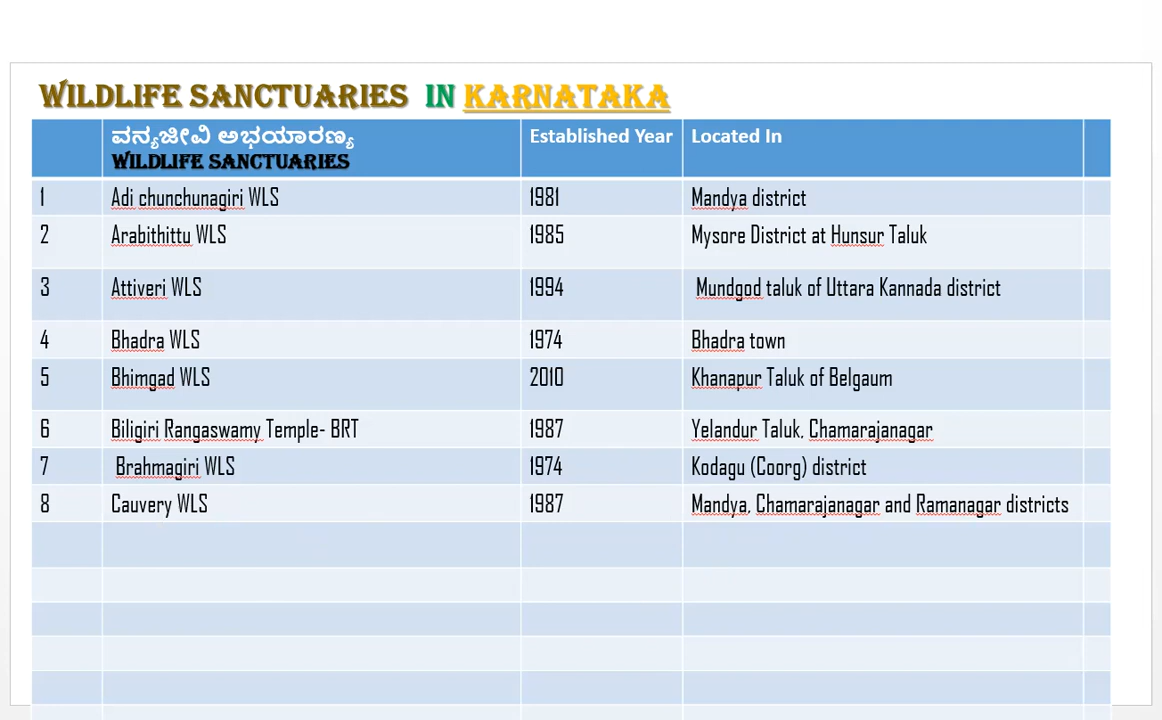 WILDLIFE SANCTUARIES IN KARNATAKA
ವನ್ಯಜೀವಿ ಅಭಯಾರಣ್ಯ Established Year Located In
WILDLIFE SANCTUARIES
1 Adi chunchunagiri WLS 1981 Mandya district
2 Arabithittu WLS 1985 Mysore District at Hunsur Taluk
3 Attiveri WLS 1994 Mundgod taluk of Uttara Kannada district
4 Bhadra WLS 1974 Bhadra town
5 Bhimgad WLS 2010 Khanapur Taluk of Belgaum
6 Biligiri Rangaswamy Temple- BRT 1987 Yelandur Taluk, Chamarajanagar
7 Brahmagiri WLS 1974 Kodagu (Coorg) district
8 Cauvery WLS 1987 Mandya, Chamarajanagar and Ramanagar districts